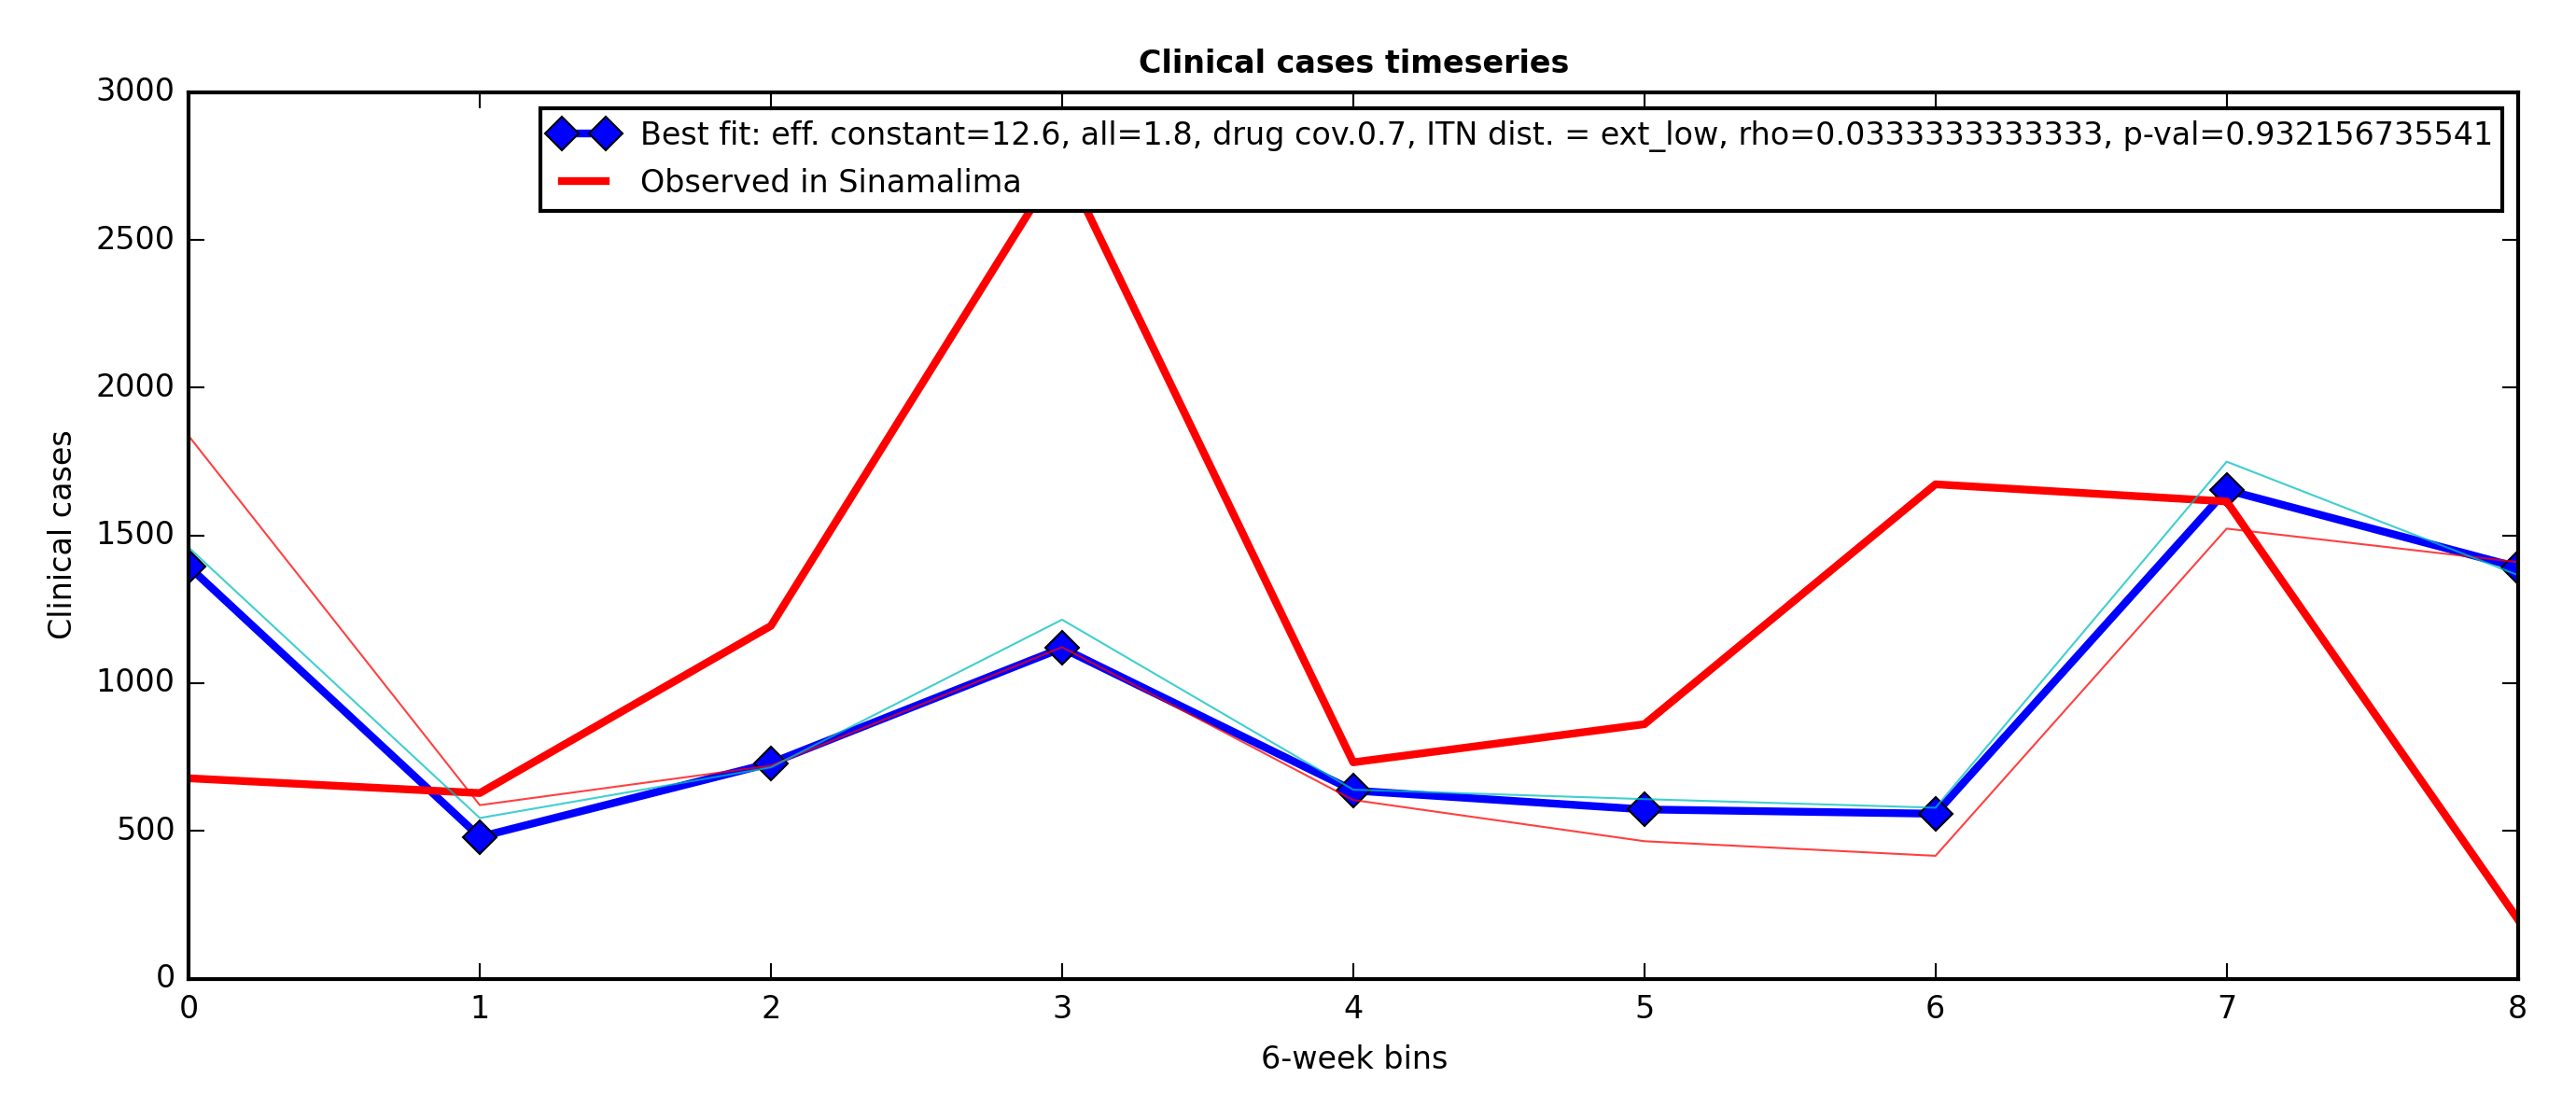 Clinical cases timeseries
3000
2500
2000
1500
1000
500
0
Clinical cases
Best fit: eff. constant=12.6, all=1.8, drug cov.0.7, ITN dist. = ext_low, rho=0.0333333333333, p-val=0.932156735541
Observed in Sinamalima
0 1 2 3 4 5 6 7 8
6-week bins